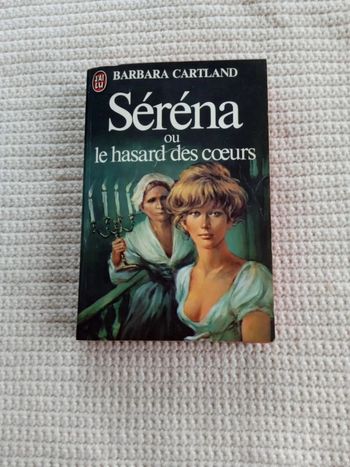 J'AI LU
BARBARA CARTLAND
Séréna
ou
le hasard des cœurs